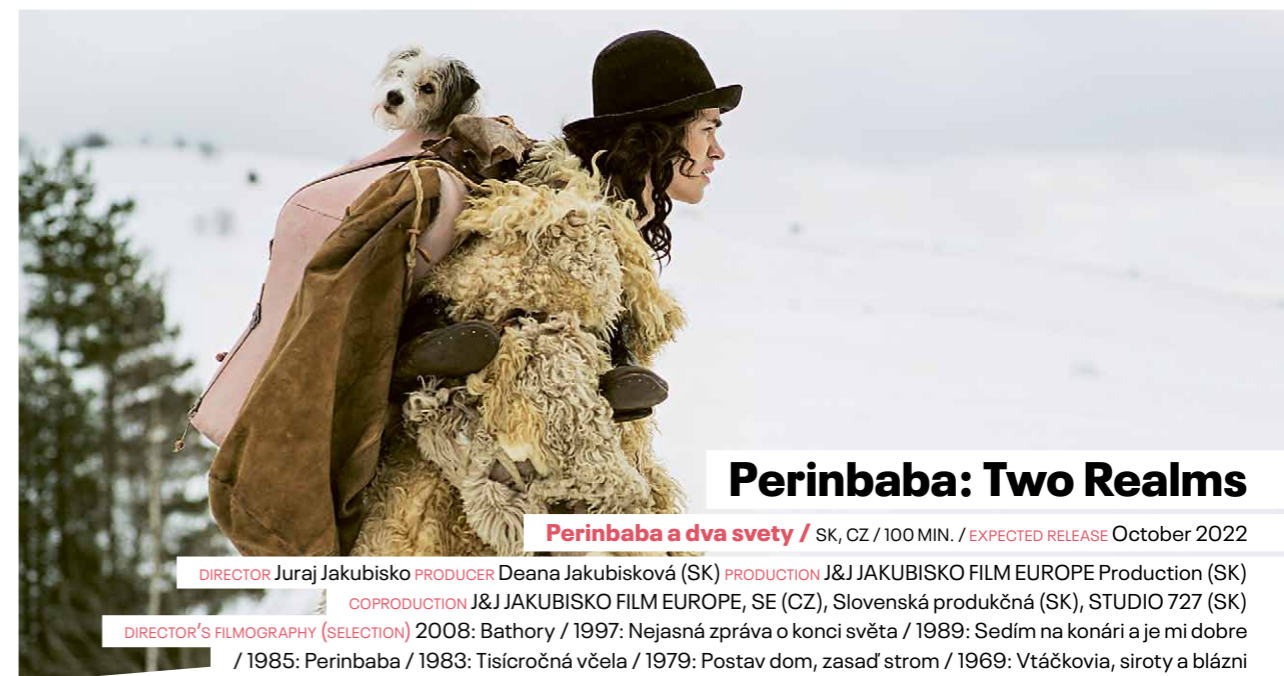 Perinbaba: Two Realms
Perinbaba a dva svety / SK, CZ / 100 MIN. / EXPECTED RELEASE October 2022
DIRECTOR Juraj Jakubisko PRODUCER Deana Jakubisková (SK) PRODUCTION J&J JAKUBISKO FILM EUROPE Production (SK)
COPRODUCTION J&J JAKUBISKO FILM EUROPE, SE (CZ), Slovenská produkčná (SK), STUDIO 727 (SK)
DIRECTOR'S FILMOGRAPHY (SELECTION) 2008: Bathory / 1997: Nejasná zpráva o konci světa / 1989: Sedím na konári a je mi dobre
/ 1985: Perinbaba / 1983: Tisícročná včela / 1979: Postav dom, zasaď strom / 1969: Vtáčkovia, siroty a blázni